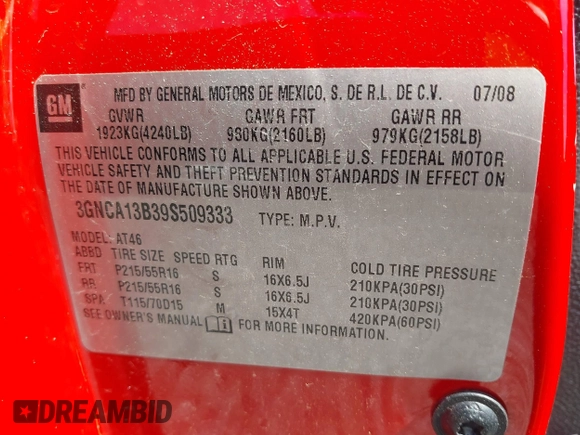 GM
MFD BY GENERAL MOTORS DE MEXICO, S. DE R.L. DE C.V. 07/08
GVWR GAWR FRT GAWR RR
1923KG(4240LB) 930KG(2160LB) 979KG(2158LB)
THIS VEHICLE CONFORMS TO ALL APPLICABLE U.S. FEDERAL MOTOR
VEHICLE SAFETY AND THEFT PREVENTION STANDARDS IN EFFECT ON
THE DATE OF MANUFACTURE SHOWN ABOVE.
3GNCA13B39S509333 TYPE: M.P.V.
MODEL: AT46
ABBD TIRE SIZE SPEED RTG RIM COLD TIRE PRESSURE
FRT P215/55R16 S 16X6.5J 210KPA(30PSI)
RR P215/55R16 S 16X6.5J 210KPA(30PSI)
SPA T115/70D15 M 15X4T 420KPA(60PSI)
SEE OWNER'S MANUAL FOR MORE INFORMATION.
DREAMBID